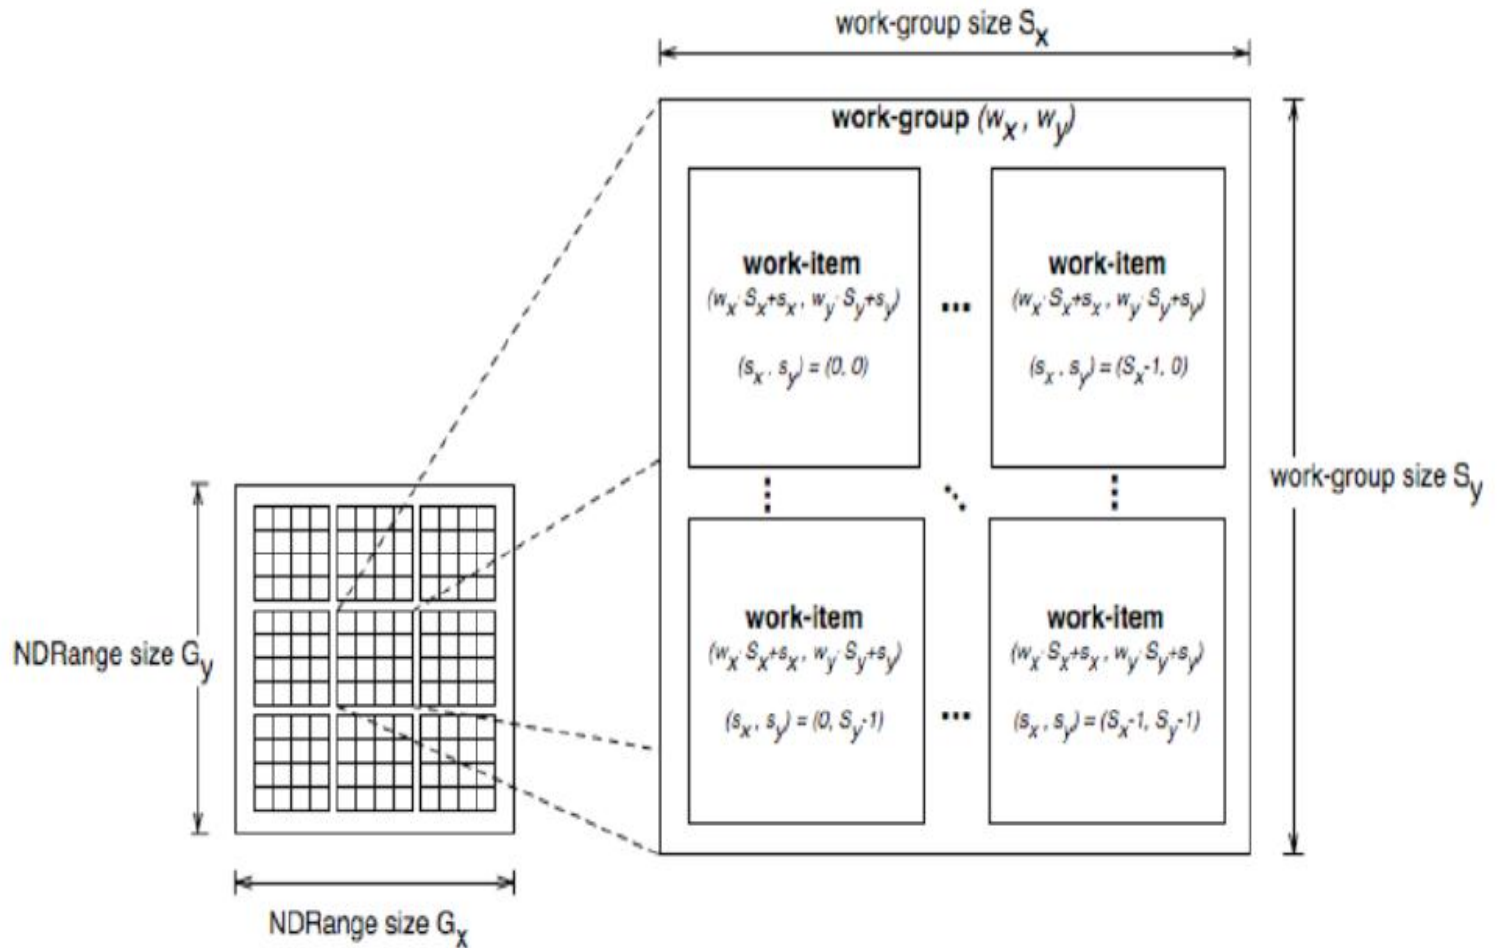 work-group size Sx
work-group (wx, wy)
work-item
(wx· Sx+sx, wy· Sy+sy)
(sx, sy) = (0, 0)
...
work-item
(wx· Sx+sx, wy· Sy+sy)
(sx, sy) = (Sx-1, 0)
work-group size Sy
work-item
(wx· Sx+sx, wy· Sy+sy)
(sx, sy) = (0, Sy-1)
...
work-item
(wx· Sx+sx, wy· Sy+sy)
(sx, sy) = (Sx-1, Sy-1)
NDRange size Gy
NDRange size Gx